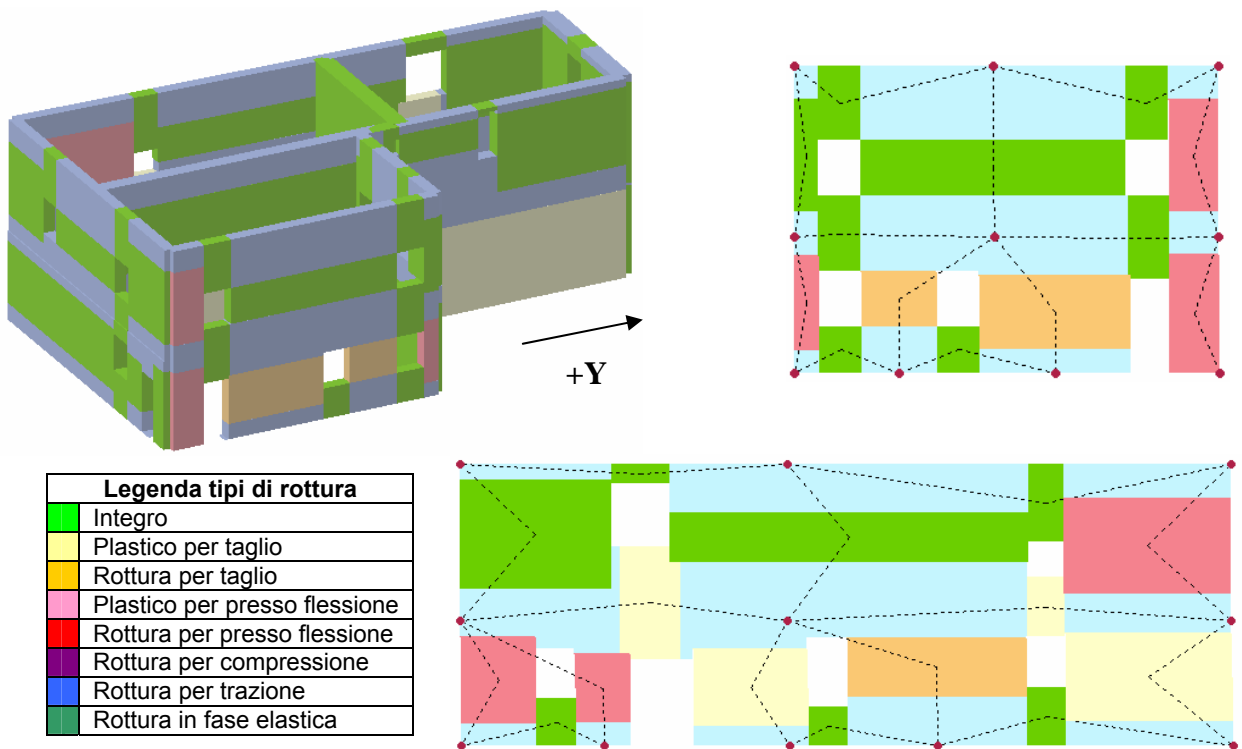 +Y
Legenda tipi di rottura
Integro
Plastico per taglio
Rottura per taglio
Plastico per presso flessione
Rottura per presso flessione
Rottura per compressione
Rottura per trazione
Rottura in fase elastica